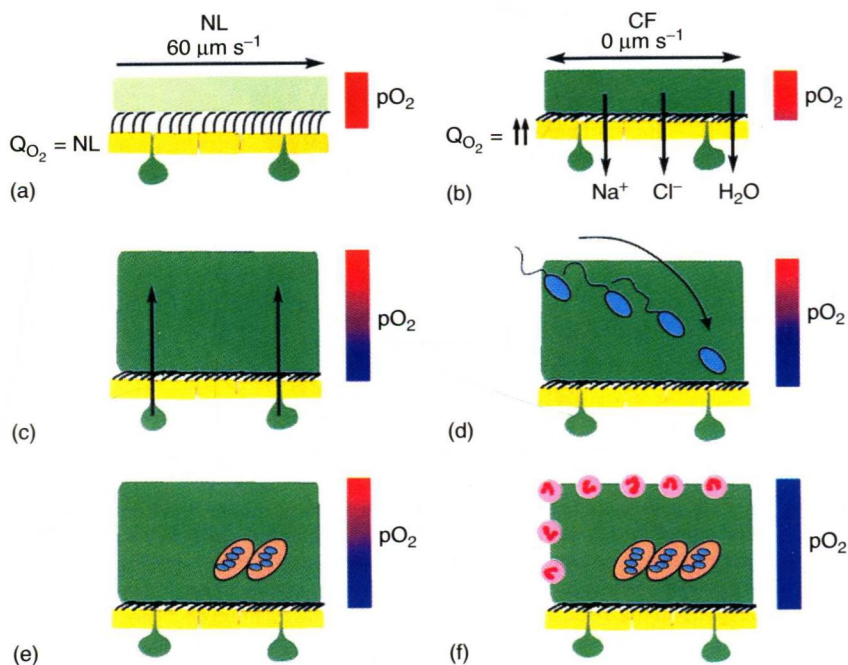 NL
60 μm s⁻¹
pO₂
Q_O₂ = NL
(a)
CF
0 μm s⁻¹
pO₂
Q_O₂ = ⇈
Na⁺ Cl⁻ H₂O
(b)
pO₂
(c)
pO₂
(d)
pO₂
(e)
pO₂
(f)